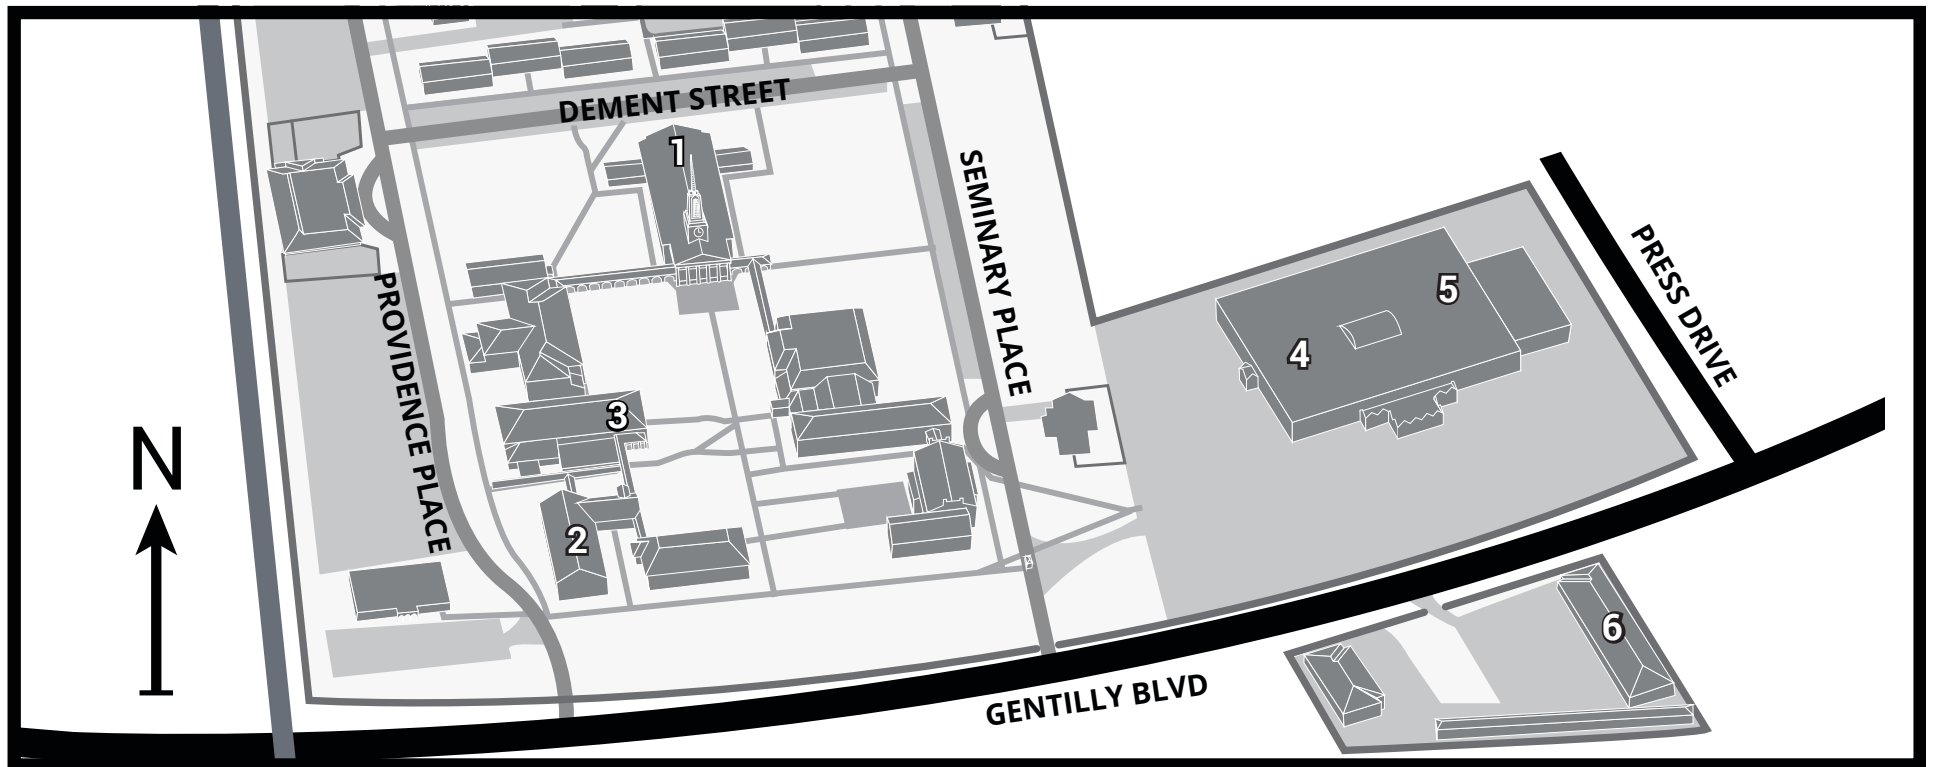 DEMENT STREET
1
SEMINARY PLACE
PROVIDENCE PLACE
PRESS DRIVE
5
4
3
N
2
6
GENTILLY BLVD